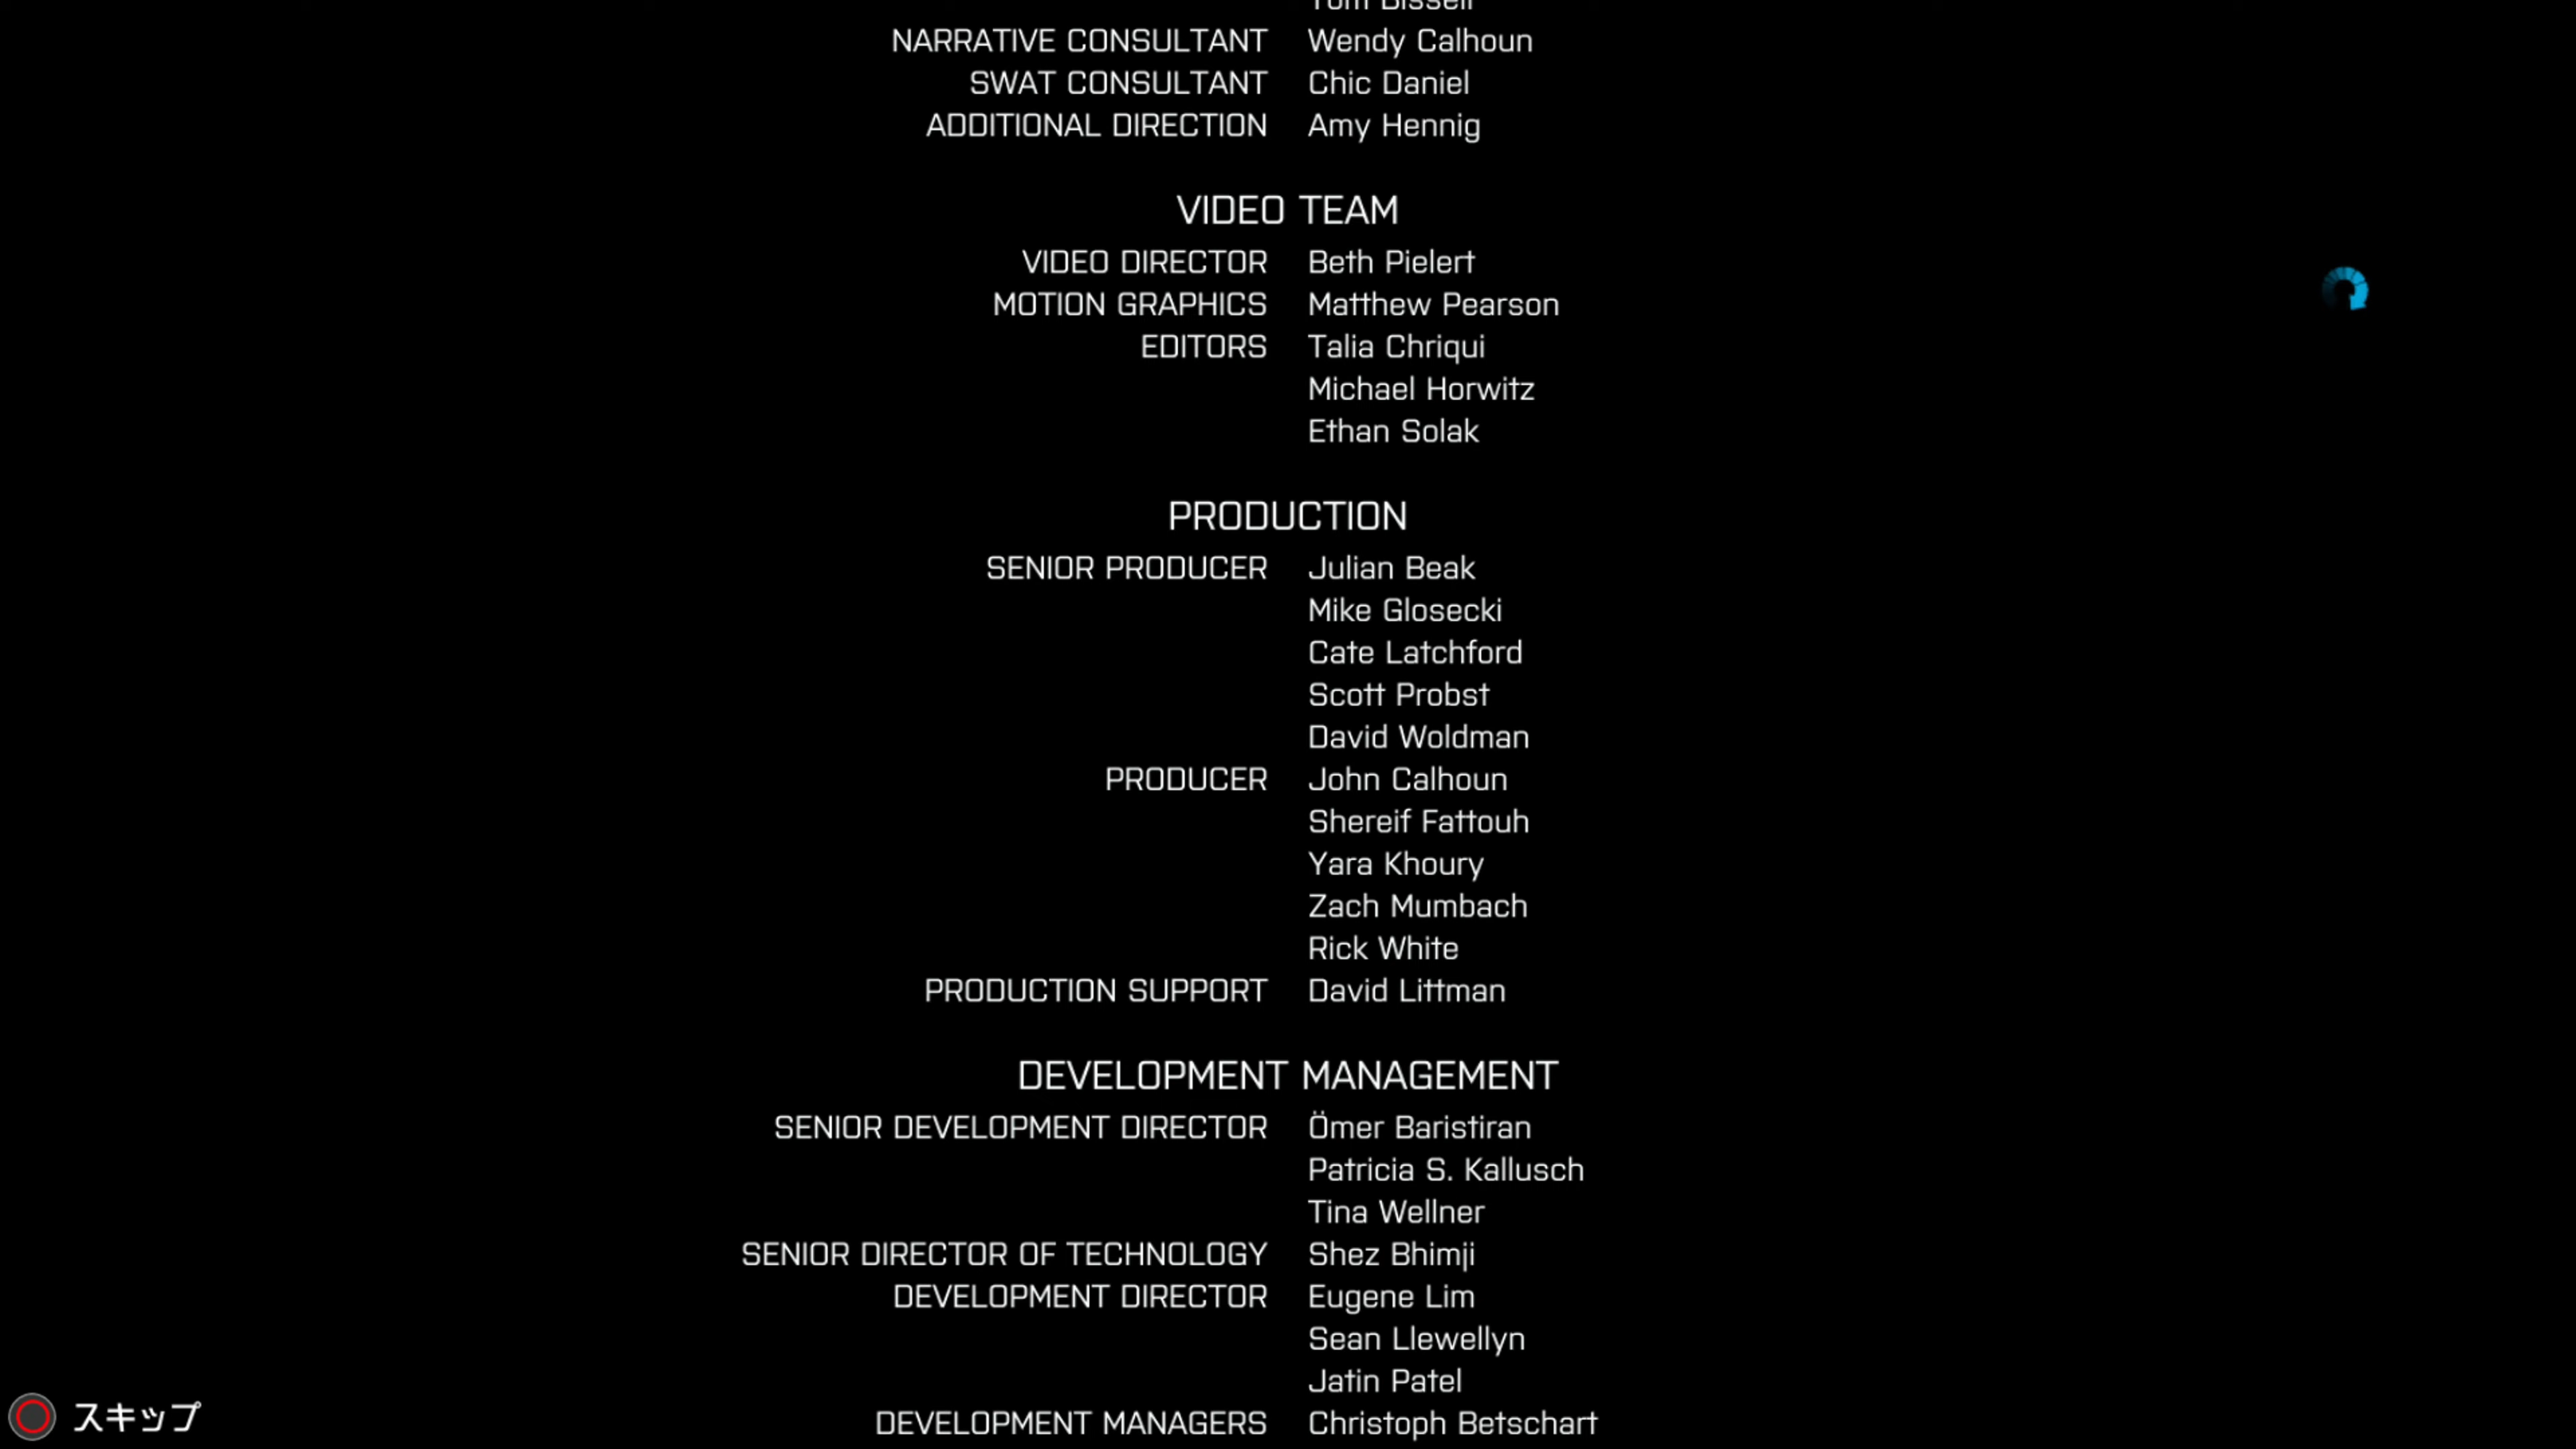 Tom Bissell
NARRATIVE CONSULTANT Wendy Calhoun
SWAT CONSULTANT Chic Daniel
ADDITIONAL DIRECTION Amy Hennig
VIDEO TEAM
VIDEO DIRECTOR Beth Pielert
MOTION GRAPHICS Matthew Pearson
EDITORS Talia Chriqui
Michael Horwitz
Ethan Solak
PRODUCTION
SENIOR PRODUCER Julian Beak
Mike Glosecki
Cate Latchford
Scott Probst
David Woldman
PRODUCER John Calhoun
Shereif Fattouh
Yara Khoury
Zach Mumbach
Rick White
PRODUCTION SUPPORT David Littman
DEVELOPMENT MANAGEMENT
SENIOR DEVELOPMENT DIRECTOR Ömer Baristiran
Patricia S. Kallusch
Tina Wellner
SENIOR DIRECTOR OF TECHNOLOGY Shez Bhimji
DEVELOPMENT DIRECTOR Eugene Lim
Sean Llewellyn
Jatin Patel
DEVELOPMENT MANAGERS Christoph Betschart
スキップ